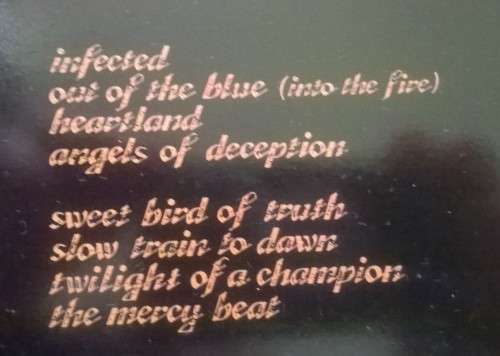 infected
out of the blue (into the fire)
heartland
angels of deception
sweet bird of truth
slow train to dawn
twilight of a champion
the mercy beat